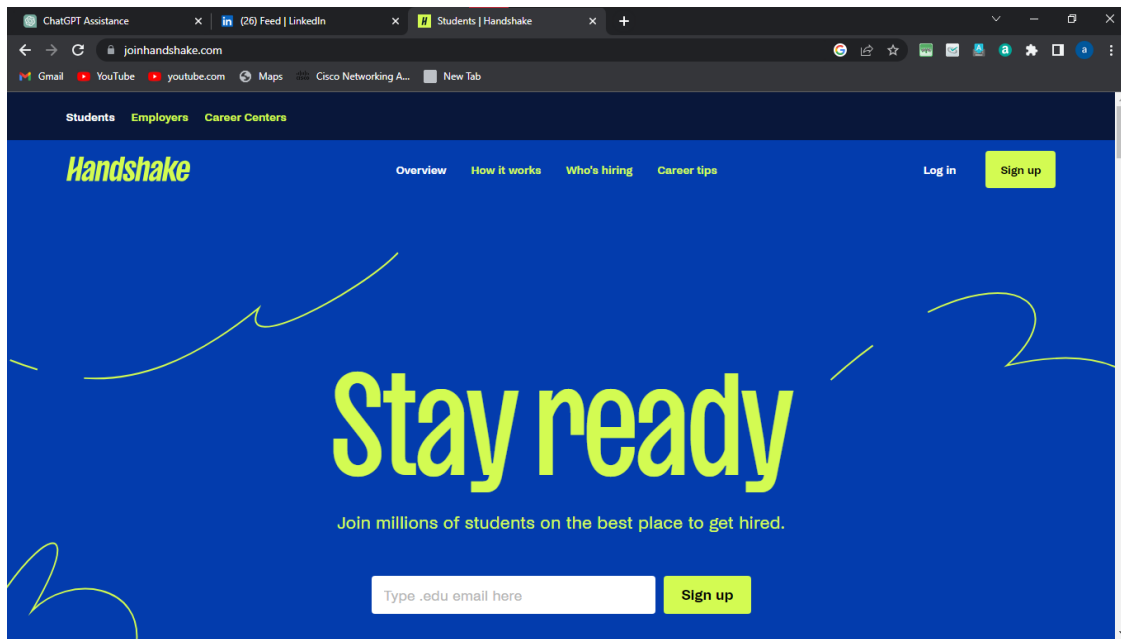 ChatGPT Assistance
(26) Feed | LinkedIn
Students | Handshake
joinhandshake.com
Gmail YouTube youtube.com Maps Cisco Networking A... New Tab
Students Employers Career Centers
Handshake Overview How it works Who's hiring Career tips Log in Sign up
Stay ready
Join millions of students on the best place to get hired.
Type .edu email here Sign up